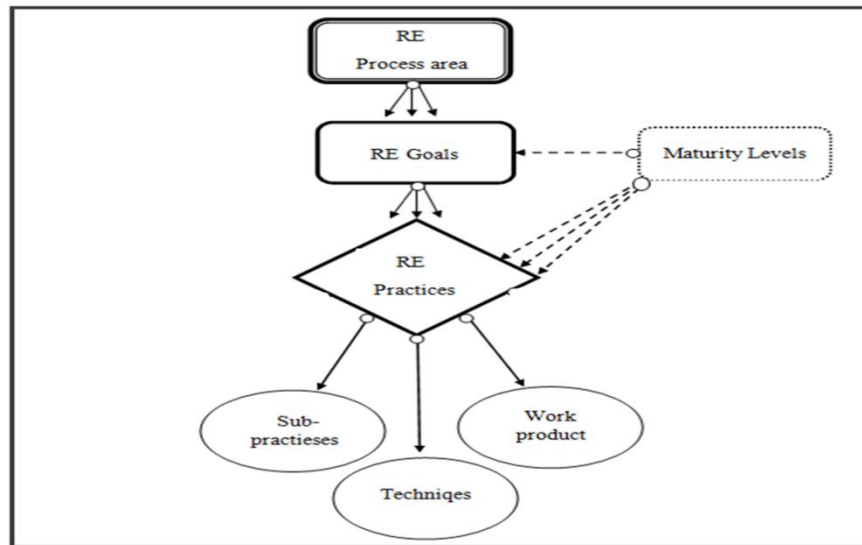 RE
Process area
RE Goals
Maturity Levels
RE
Practices
Sub-
practieses
Work
product
Techniqes